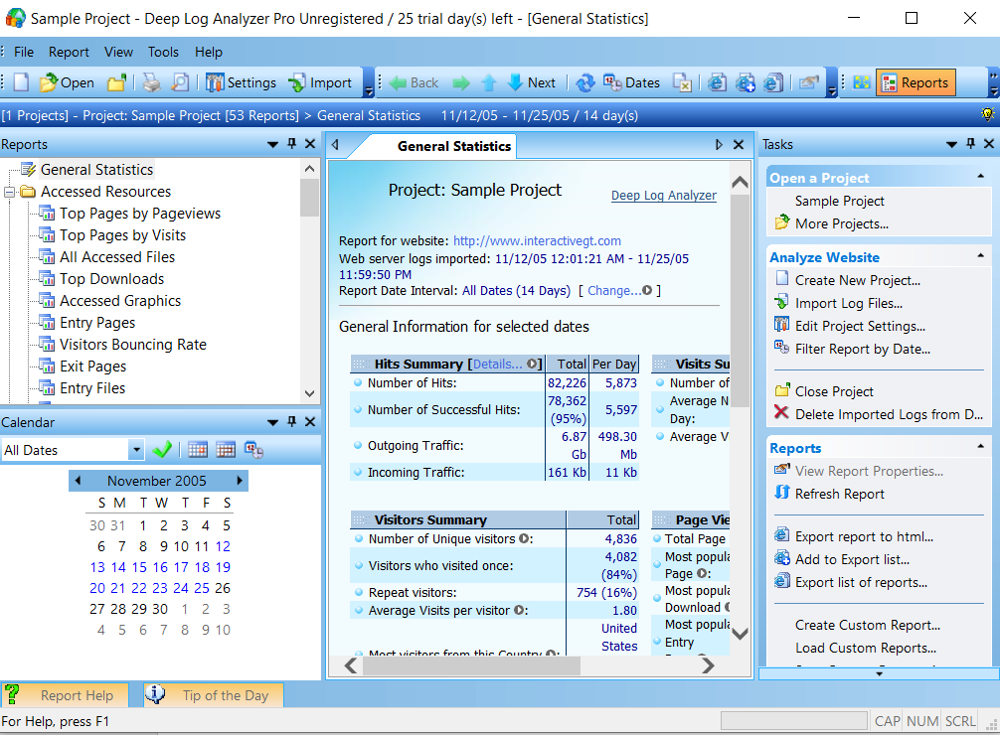 Sample Project - Deep Log Analyzer Pro Unregistered / 25 trial day(s) left - [General Statistics]
File Report View Tools Help
Open Settings Import Back Next Dates Reports
[1 Projects] - Project: Sample Project [53 Reports] > General Statistics 11/12/05 - 11/25/05 / 14 day(s)
Reports
General Statistics
Accessed Resources
Top Pages by Pageviews
Top Pages by Visits
All Accessed Files
Top Downloads
Accessed Graphics
Entry Pages
Visitors Bouncing Rate
Exit Pages
Entry Files
Calendar
All Dates
November 2005
S M T W T F S
30 31 1 2 3 4 5
6 7 8 9 10 11 12
13 14 15 16 17 18 19
20 21 22 23 24 25 26
27 28 29 30 1 2 3
4 5 6 7 8 9 10
General Statistics
Project: Sample Project
Deep Log Analyzer
Report for website: http://www.interactivegt.com
Web server logs imported: 11/12/05 12:01:21 AM - 11/25/05
11:59:50 PM
Report Date Interval: All Dates (14 Days) [ Change... ]
General Information for selected dates
Hits Summary [Details... ] Total Per Day
Number of Hits: 82,226 5,873
Number of Successful Hits: 78,362 (95%) 5,597
Outgoing Traffic: 6.87 Gb 498.30 Mb
Incoming Traffic: 161 Kb 11 Kb
Visits Su
Number of
Average N
Day:
Average V
Visitors Summary Total
Number of Unique visitors : 4,836
Visitors who visited once: 4,082 (84%)
Repeat visitors: 754 (16%)
Average Visits per visitor : 1.80
Most visitors from this Country : United States
Page Vie
Total Page
Most popula
Page :
Most popula
Download
Most popula
Entry
Tasks
Open a Project
Sample Project
More Projects...
Analyze Website
Create New Project...
Import Log Files...
Edit Project Settings...
Filter Report by Date...
Close Project
Delete Imported Logs from D...
Reports
View Report Properties...
Refresh Report
Export report to html...
Add to Export list...
Export list of reports...
Create Custom Report...
Load Custom Reports...
Report Help Tip of the Day
For Help, press F1 CAP NUM SCRL